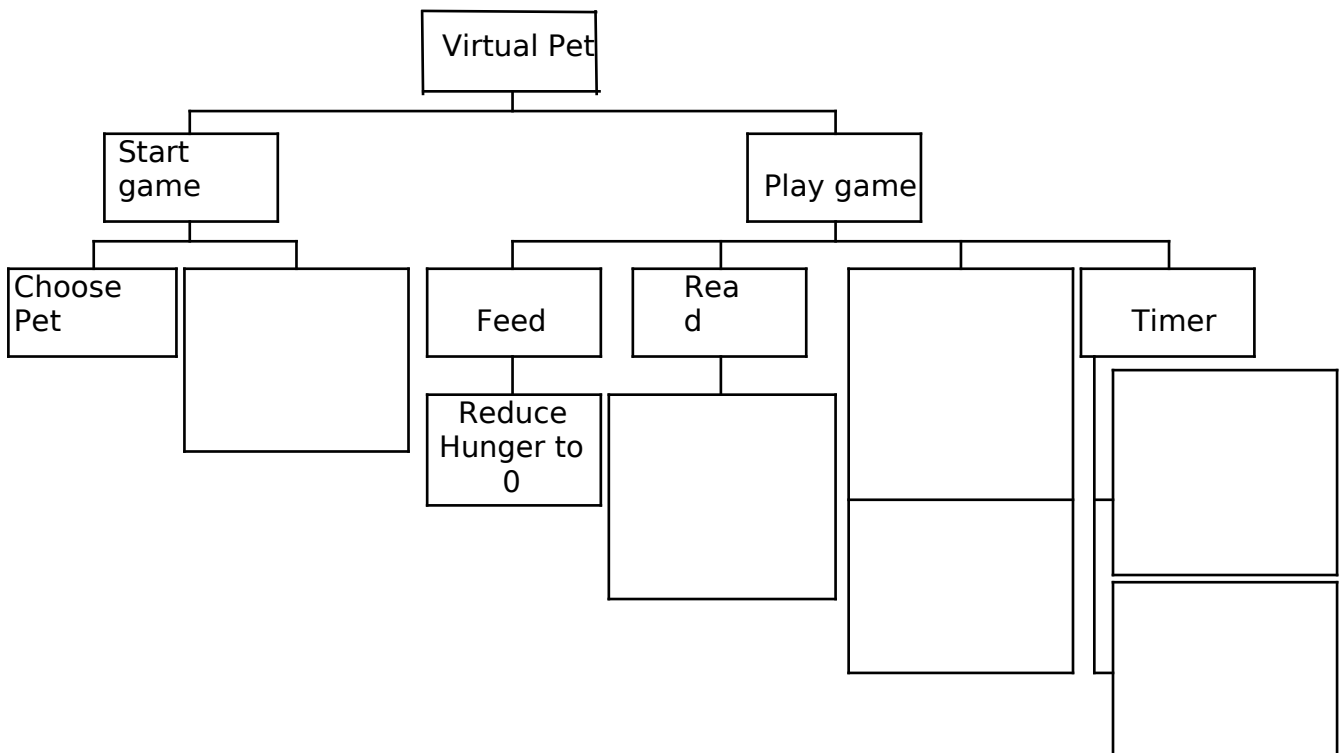 Virtual Pet
Start
game
Play game
Choose
Pet
Feed
Rea
d
Timer
Reduce
Hunger to
0